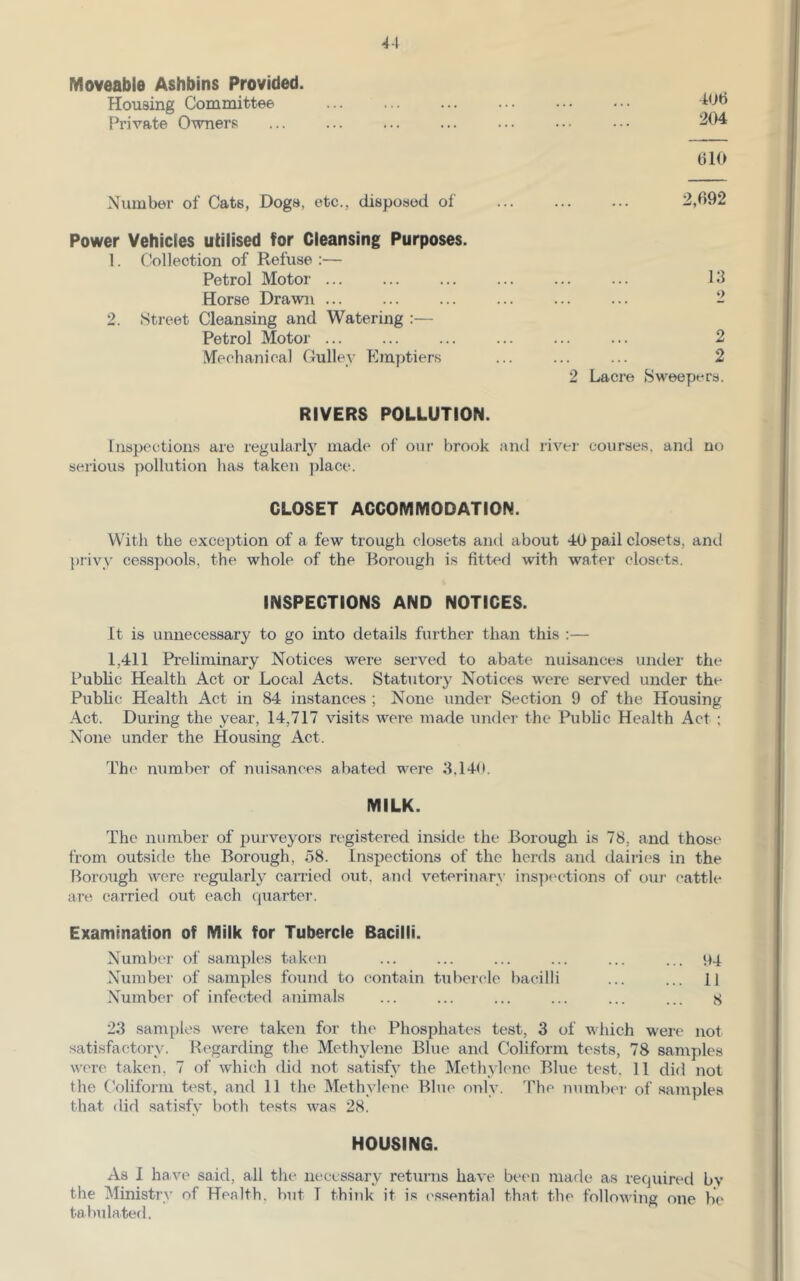 44
Moveable Ashbins Provided.
Housing Committee ... ... ... ... ... ... 406
Private Owners ... ... ... ... ... ... ... 204
610
Number of Cats, Dogs, etc., disposed of ... ... ... 2,692
Power Vehicles utilised for Cleansing Purposes.
1. Collection of Refuse :—
Petrol Motor ... ... ... ... ... ... 13
Horse Drawn ... ... ... ... ... ... 2
2. Street Cleansing and Watering :—
Petrol Motor ... ... ... ... ... ... 2
Mechanical Gulley Emptiers ... ... ... 2
2 Lacre Sweepers.
RIVERS POLLUTION.
Inspections are regularly made of our brook and river courses, and no
serious pollution has taken place.
CLOSET ACCOMMODATION.
With the exception of a few trough closets and about 40 pail closets, and
privy cesspools, the whole of the Borough is fitted with water closets.
INSPECTIONS AND NOTICES.
It is unnecessary to go into details further than this :—
1,411 Preliminary Notices were served to abate nuisances under the
Public Health Act or Local Acts. Statutory Notices were served under the
Public Health Act in 84 instances ; None under Section 9 of the Housing
Act. During the year, 14,717 visits were made under the Public Health Act ;
None under the Housing Act.
The number of nuisances abated were 3,140.
MILK.
The number of purveyors registered inside the Borough is 78, and those
from outside the Borough, 58. Inspections of the herds and dairies in the
Borough were regularly carried out, and veterinary inspections of our cattle
are carried out each quarter.
Examination of Milk for Tubercle Bacilli.
Number of samples taken ... ... ... ... ... ... 94
Number of samples found to contain tubercle bacilli ... ... 11
Number of infected animals ... ... ... ... ... ... 8
23 samples were taken for the Phosphates test, 3 of which were not
satisfactory. Regarding the Methylene Blue and Coliform tests, 78 samples
were taken, 7 of which did not satisfy the Methylene Blue test, 11 did not
the Coliform test, and 11 the Methylene Blue only. The number of samples
that did satisfy both tests was 28.
HOUSING.
As I have said, all the necessary returns have been made as required by
the Ministry of Health, but I think it is essential that the following one be
tabulated.